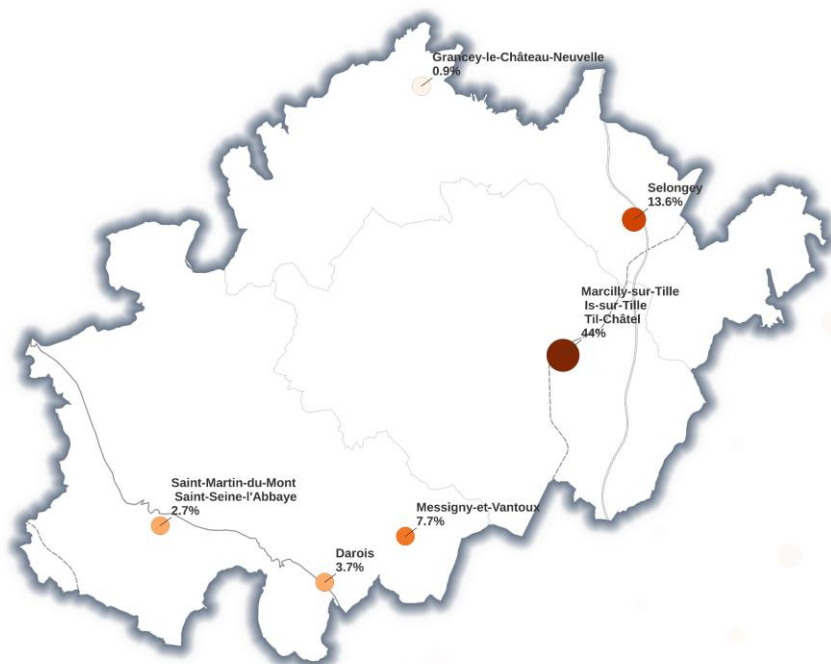 Grancey-le-Château-Neuvelle
0.9%
Selongey
13.6%
Marcilly-sur-Tille
Is-sur-Tille
Til-Châtel
44%
Saint-Martin-du-Mont
Saint-Seine-l'Abbaye
2.7%
Messigny-et-Vantoux
7.7%
Darois
3.7%